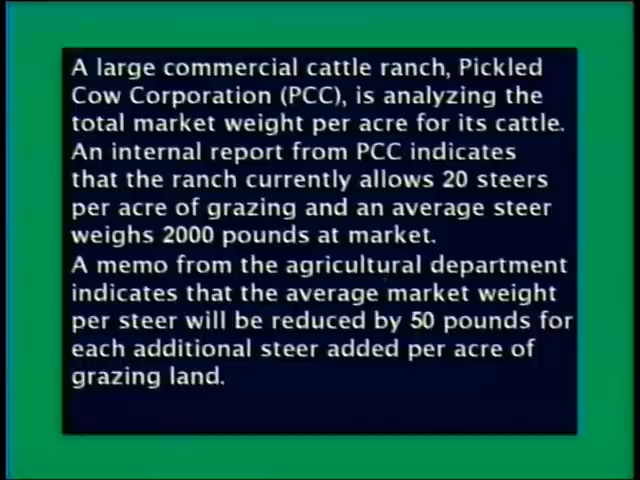 A large commercial cattle ranch, Pickled
Cow Corporation (PCC), is analyzing the
total market weight per acre for its cattle.
An internal report from PCC indicates
that the ranch currently allows 20 steers
per acre of grazing and an average steer
weighs 2000 pounds at market.
A memo from the agricultural department
indicates that the average market weight
per steer will be reduced by 50 pounds for
each additional steer added per acre of
grazing land.